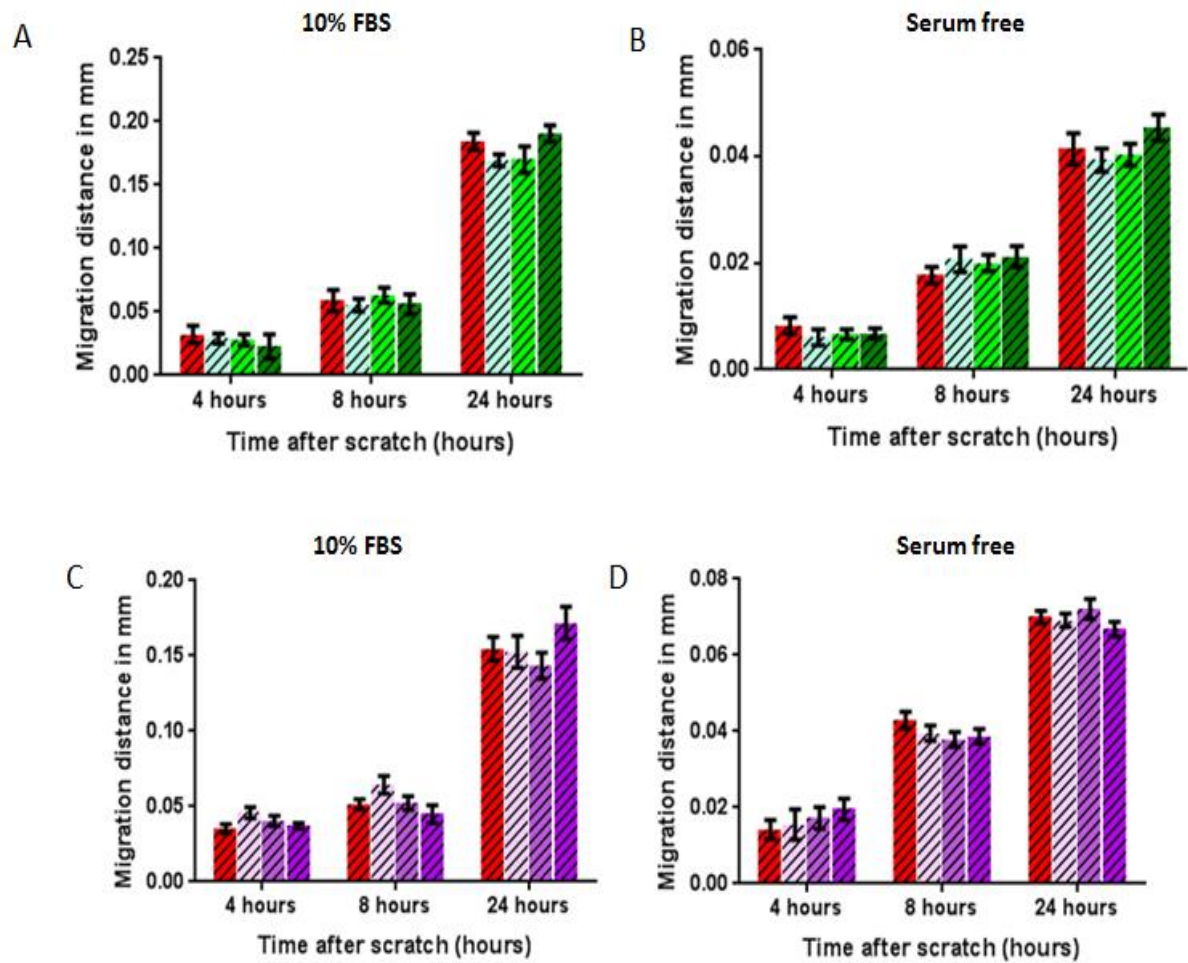 A
10% FBS
Migration distance in mm
0.25
0.20
0.15
0.10
0.05
0.00
4 hours 8 hours 24 hours
Time after scratch (hours)
B
Serum free
Migration distance in mm
0.06
0.04
0.02
0.00
4 hours 8 hours 24 hours
Time after scratch (hours)
C
10% FBS
Migration distance in mm
0.20
0.15
0.10
0.05
0.00
4 hours 8 hours 24 hours
Time after scratch (hours)
D
Serum free
Migration distance in mm
0.08
0.06
0.04
0.02
0.00
4 hours 8 hours 24 hours
Time after scratch (hours)